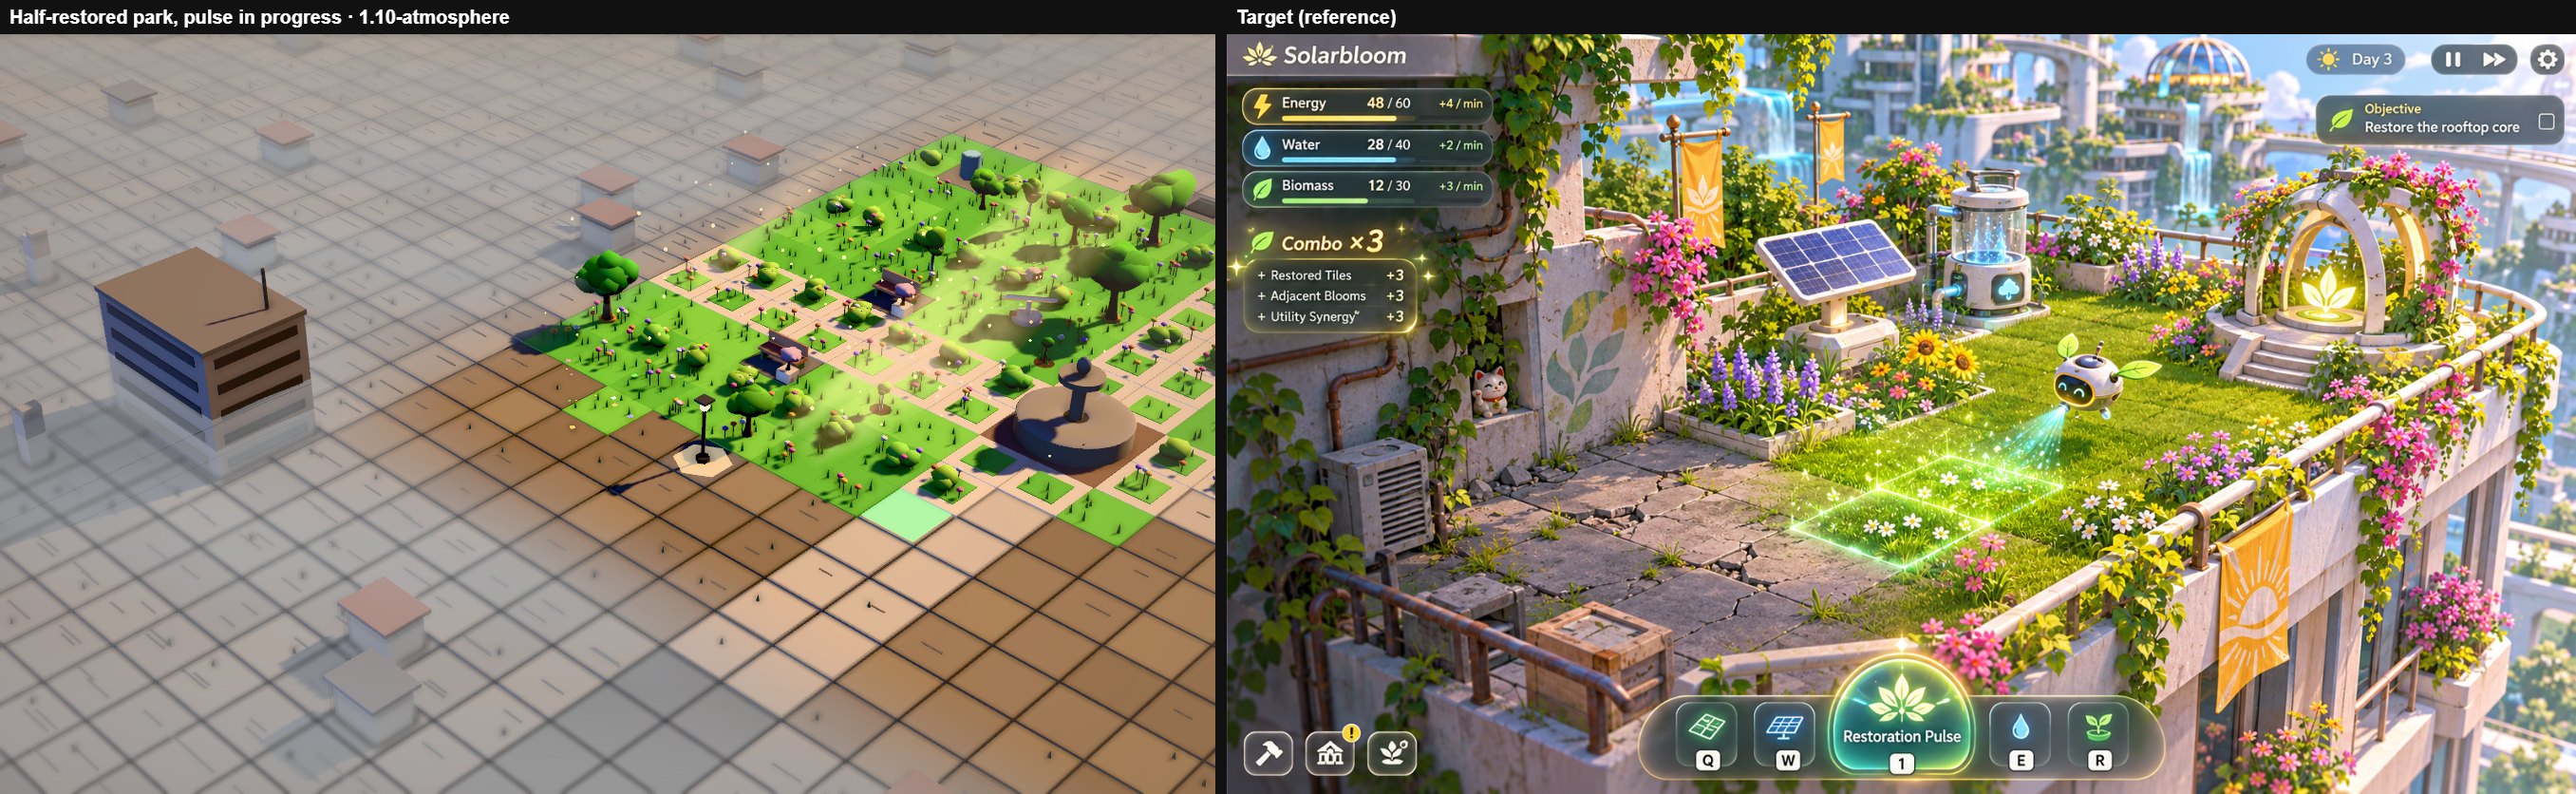 Half-restored park, pulse in progress · 1.10-atmosphere
Target (reference)
Solarbloom
Day 3
Energy 48 / 60 +4 / min
Water 28 / 40 +2 / min
Biomass 12 / 30 +3 / min
Objective
Restore the rooftop core
Combo ×3
+ Restored Tiles +3
+ Adjacent Blooms +3
+ Utility Synergy +3
!
Restoration Pulse
Q W 1 E R